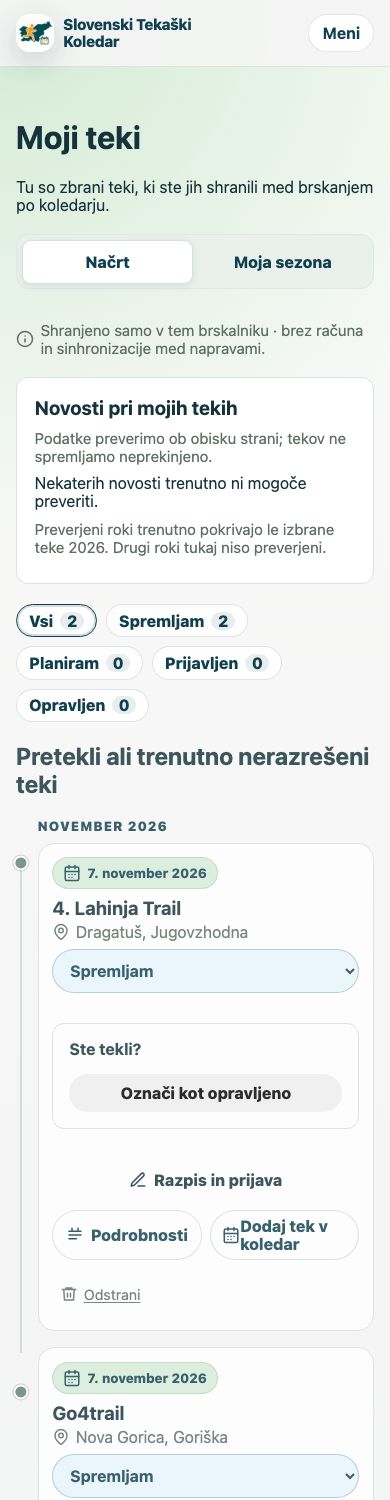 Slovenski Tekaški
Koledar
Meni
Moji teki
Tu so zbrani teki, ki ste jih shranili med brskanjem
po koledarju.
Načrt
Moja sezona
Shranjeno samo v tem brskalniku · brez računa
in sinhronizacije med napravami.
Novosti pri mojih tekih
Podatke preverimo ob obisku strani; tekov ne
spremljamo neprekinjeno.
Nekaterih novosti trenutno ni mogoče
preveriti.
Preverjeni roki trenutno pokrivajo le izbrane
teke 2026. Drugi roki tukaj niso preverjeni.
Vsi 2
Spremljam 2
Planiram 0
Prijavljen 0
Opravljen 0
Pretekli ali trenutno nerazrešeni
teki
NOVEMBER 2026
7. november 2026
4. Lahinja Trail
Dragatuš, Jugovzhodna
Spremljam
Ste tekli?
Označi kot opravljeno
Razpis in prijava
Podrobnosti
Dodaj tek v
koledar
Odstrani
7. november 2026
Go4trail
Nova Gorica, Goriška
Spremljam